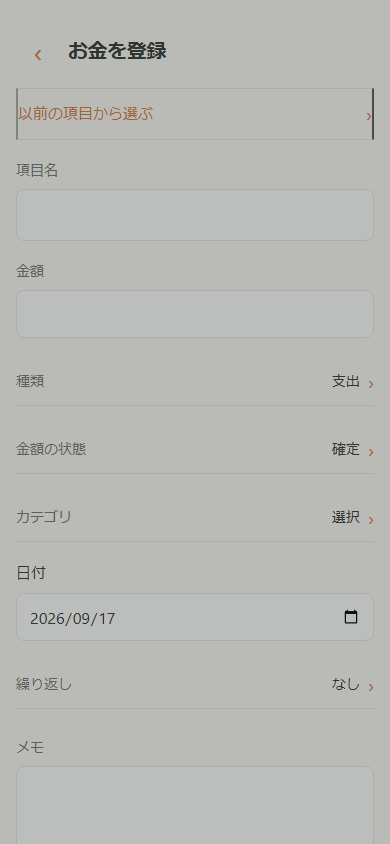 ‹ お金を登録
以前の項目から選ぶ ›
項目名
金額
種類 支出 ›
金額の状態 確定 ›
カテゴリ 選択 ›
日付
2026/09/17
繰り返し なし ›
メモ